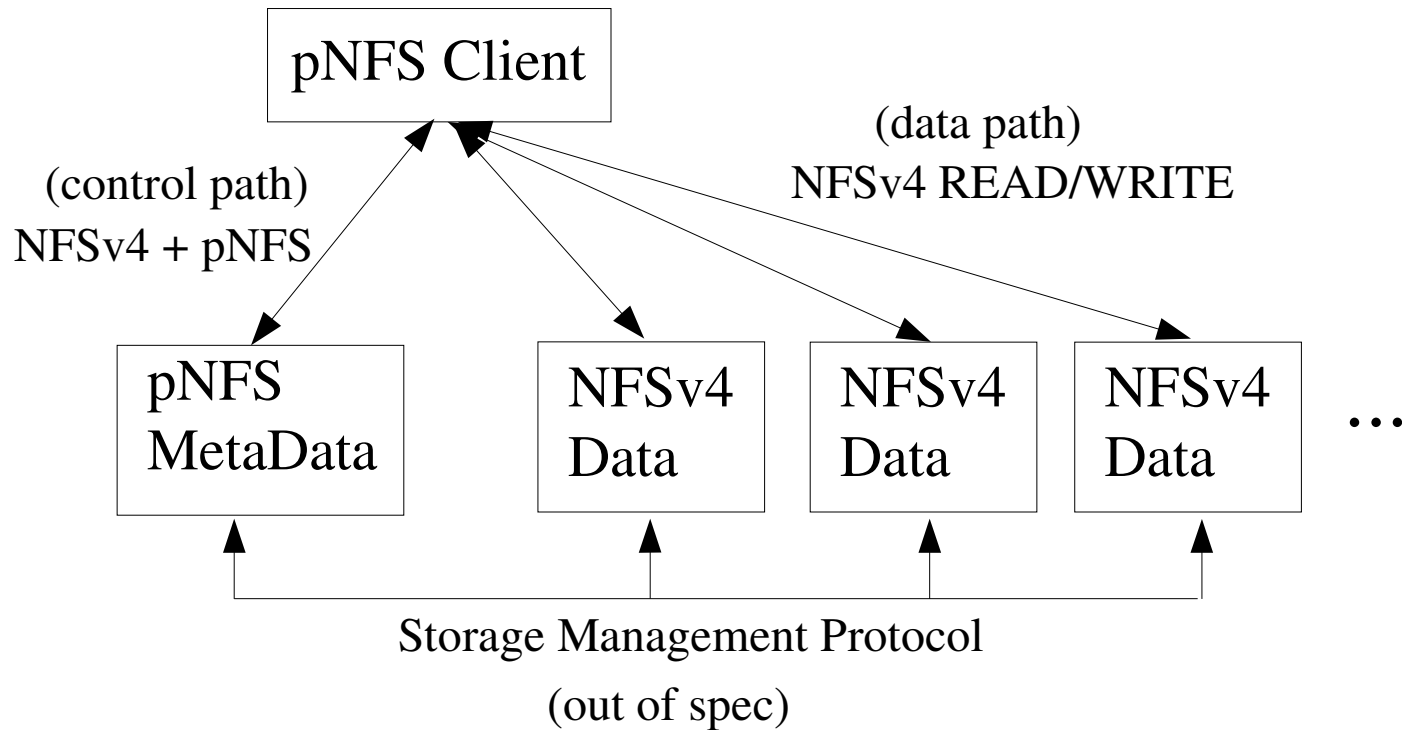 pNFS Client
(data path)
NFSv4 READ/WRITE
(control path)
NFSv4 + pNFS
pNFS
MetaData
NFSv4
Data
NFSv4
Data
NFSv4
Data
...
Storage Management Protocol
(out of spec)